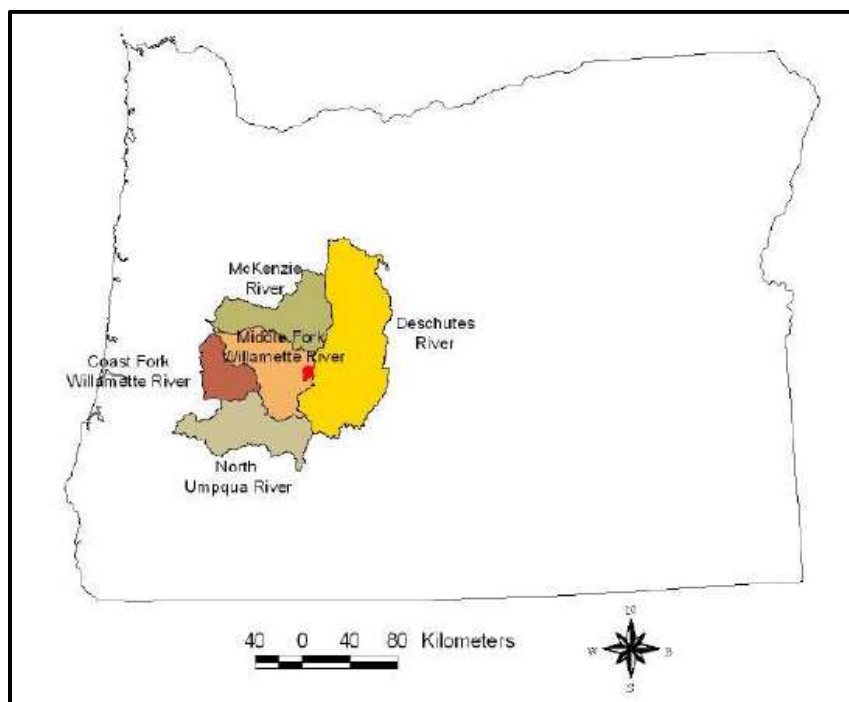 McKenzie
River
Middle Fork
Willamette River
Deschutes
River
Coast Fork
Willamette River
North
Umpqua River
40 0 40 80 Kilometers
N
W
S